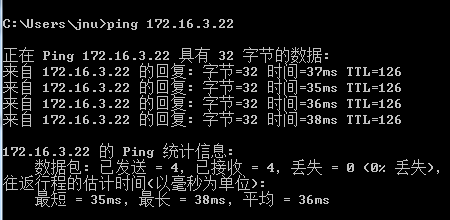 C:\Users\jnu>ping 172.16.3.22
正在 Ping 172.16.3.22 具有 32 字节的数据:
来自 172.16.3.22 的回复: 字节=32 时间=37ms TTL=126
来自 172.16.3.22 的回复: 字节=32 时间=35ms TTL=126
来自 172.16.3.22 的回复: 字节=32 时间=36ms TTL=126
来自 172.16.3.22 的回复: 字节=32 时间=38ms TTL=126
172.16.3.22 的 Ping 统计信息:
数据包: 已发送 = 4, 已接收 = 4, 丢失 = 0 (0% 丢失),
往返行程的估计时间(以毫秒为单位):
最短 = 35ms, 最长 = 38ms, 平均 = 36ms